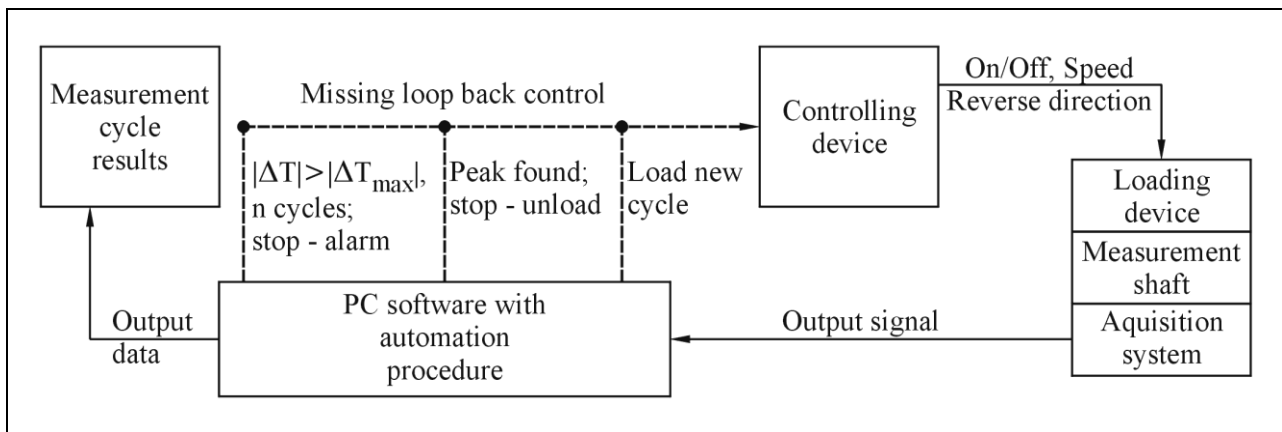 Measurement
cycle
results
Missing loop back control
|ΔT|>|ΔTmax|,
n cycles;
stop - alarm
Peak found;
stop - unload
Load new
cycle
Controlling
device
On/Off, Speed
Reverse direction
Loading
device
Measurement
shaft
Aquisition
system
Output signal
PC software with
automation
procedure
Output
data